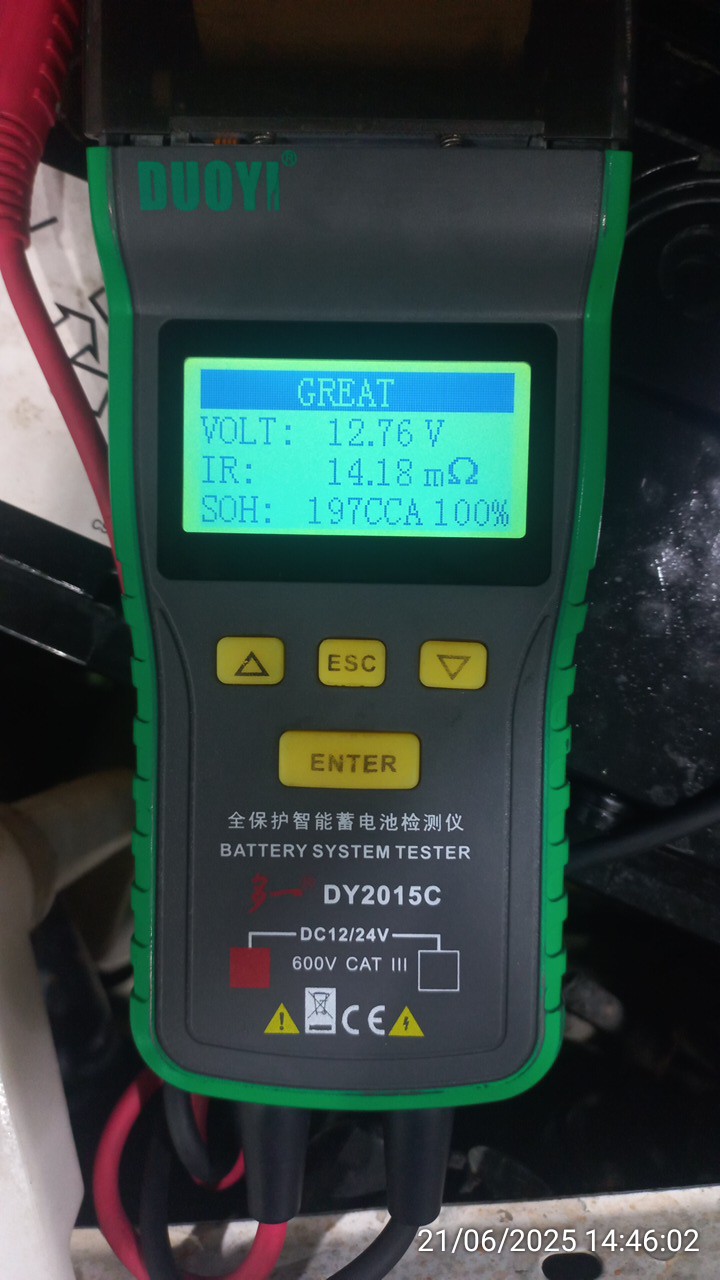 DUOYI®
GREAT
VOLT: 12.76 V
IR: 14.18 mΩ
SOH: 197CCA 100%
ESC
ENTER
全保护智能蓄电池检测仪
BATTERY SYSTEM TESTER
多一® DY2015C
DC12/24V
600V CAT III
CE
21/06/2025 14:46:02